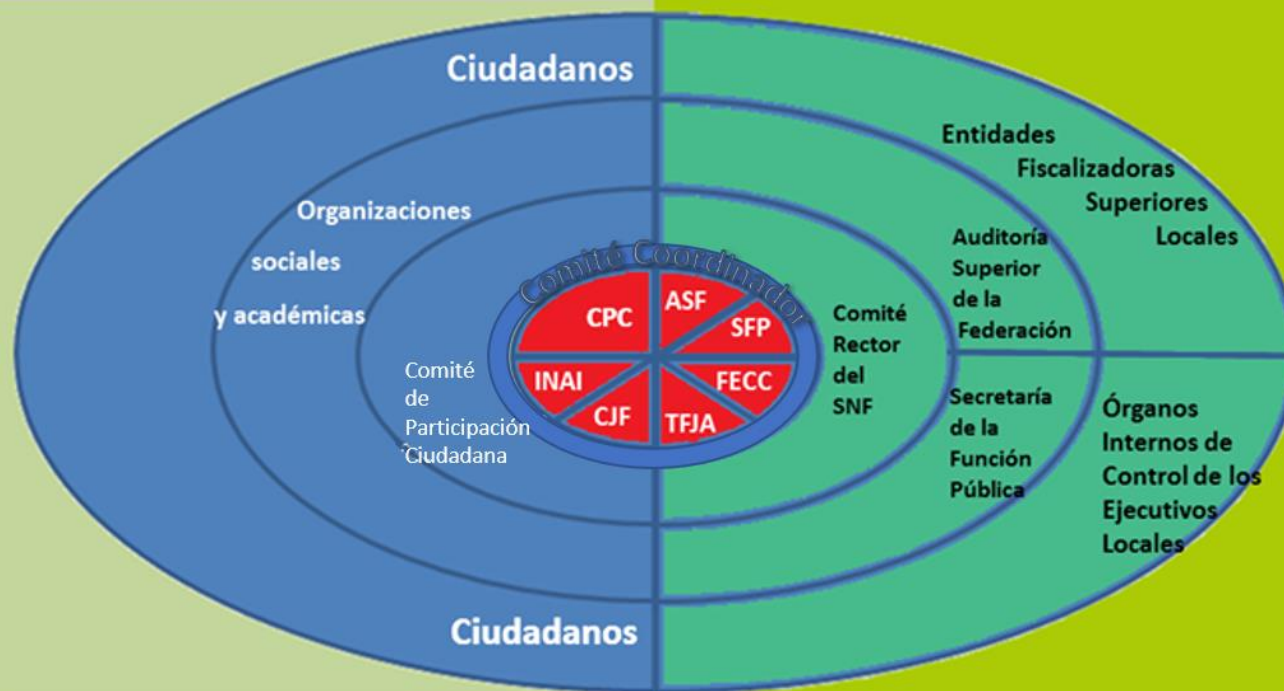 Ciudadanos
Organizaciones
sociales
y académicas
Comité
de
Participación
Ciudadana
Ciudadanos
Comité Coordinador
CPC
ASF
SFP
INAI
CJF
TFJA
FECC
Comité
Rector
del
SNF
Auditoría
Superior
de la
Federación
Secretaría
de la
Función
Pública
Entidades
Fiscalizadoras
Superiores
Locales
Órganos
Internos de
Control de los
Ejecutivos
Locales